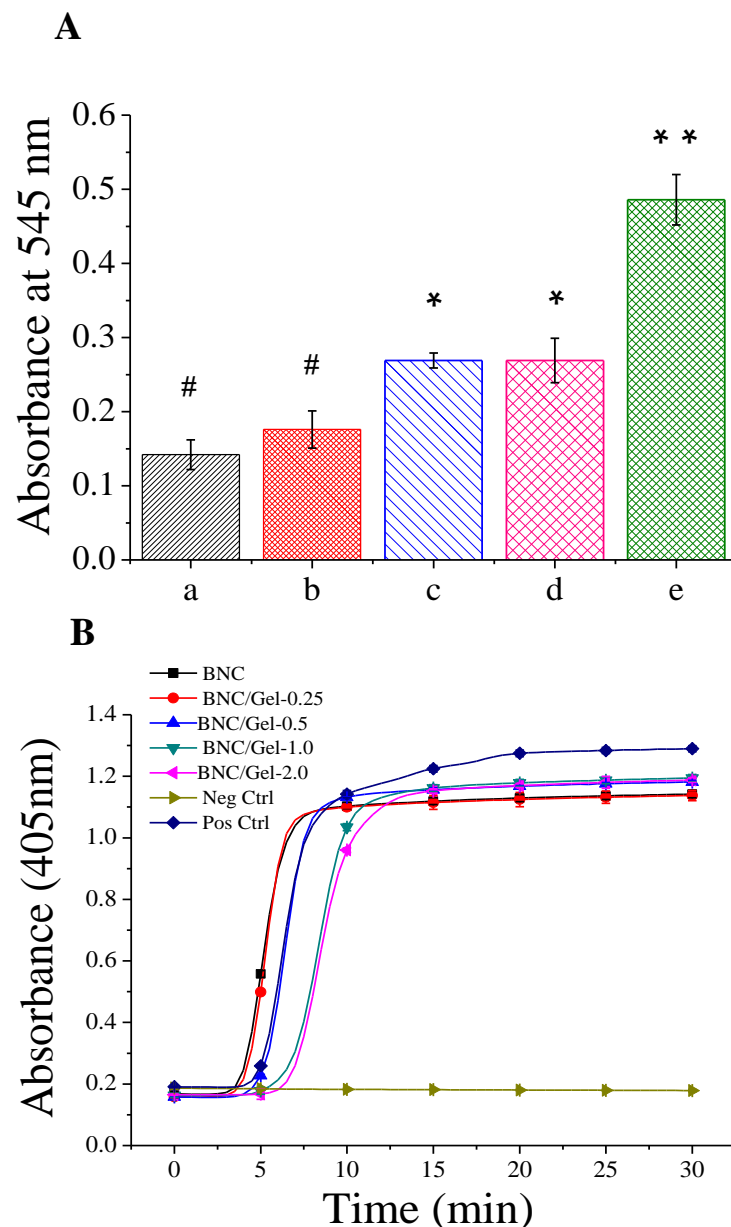 A
Absorbance at 545 nm
0.6
0.5
0.4
0.3
0.2
0.1
0.0
#
#
*
*
* *
a b c d e
B
Absorbance (405nm)
BNC
BNC/Gel-0.25
BNC/Gel-0.5
BNC/Gel-1.0
BNC/Gel-2.0
Neg Ctrl
Pos Ctrl
1.4
1.2
1.0
0.8
0.6
0.4
0.2
0.0
0 5 10 15 20 25 30
Time (min)